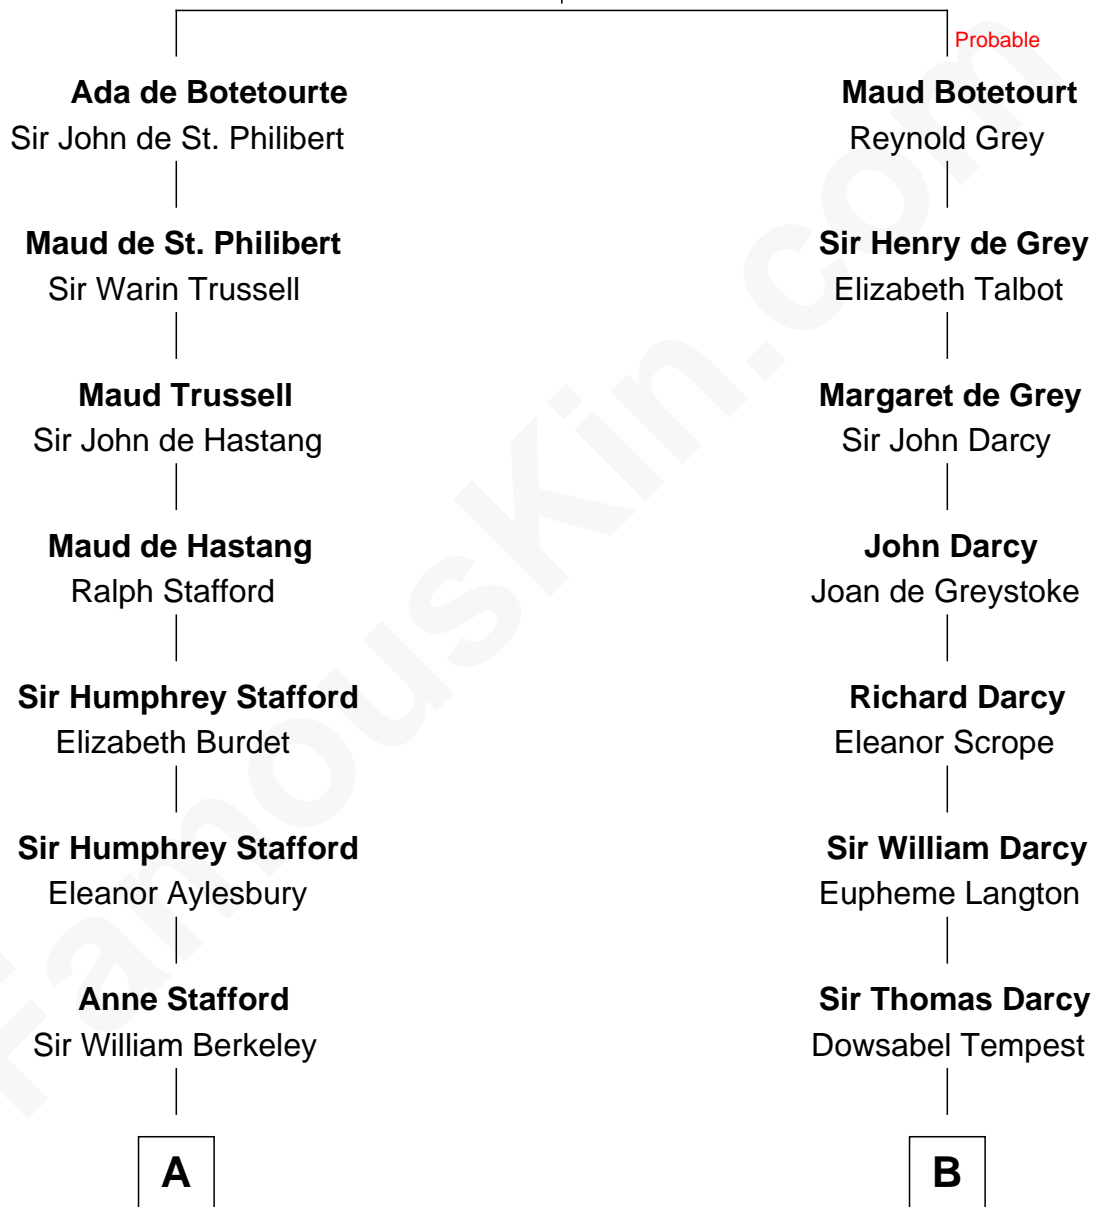 Probable
Ada de Botetourte
Sir John de St. Philibert
Maud Botetourt
Reynold Grey
Maud de St. Philibert
Sir Warin Trussell
Sir Henry de Grey
Elizabeth Talbot
Maud Trussell
Sir John de Hastang
Margaret de Grey
Sir John Darcy
Maud de Hastang
Ralph Stafford
John Darcy
Joan de Greystoke
Sir Humphrey Stafford
Elizabeth Burdet
Richard Darcy
Eleanor Scrope
Sir Humphrey Stafford
Eleanor Aylesbury
Sir William Darcy
Eupheme Langton
Anne Stafford
Sir William Berkeley
Sir Thomas Darcy
Dowsabel Tempest
A
B
FamousKin.com